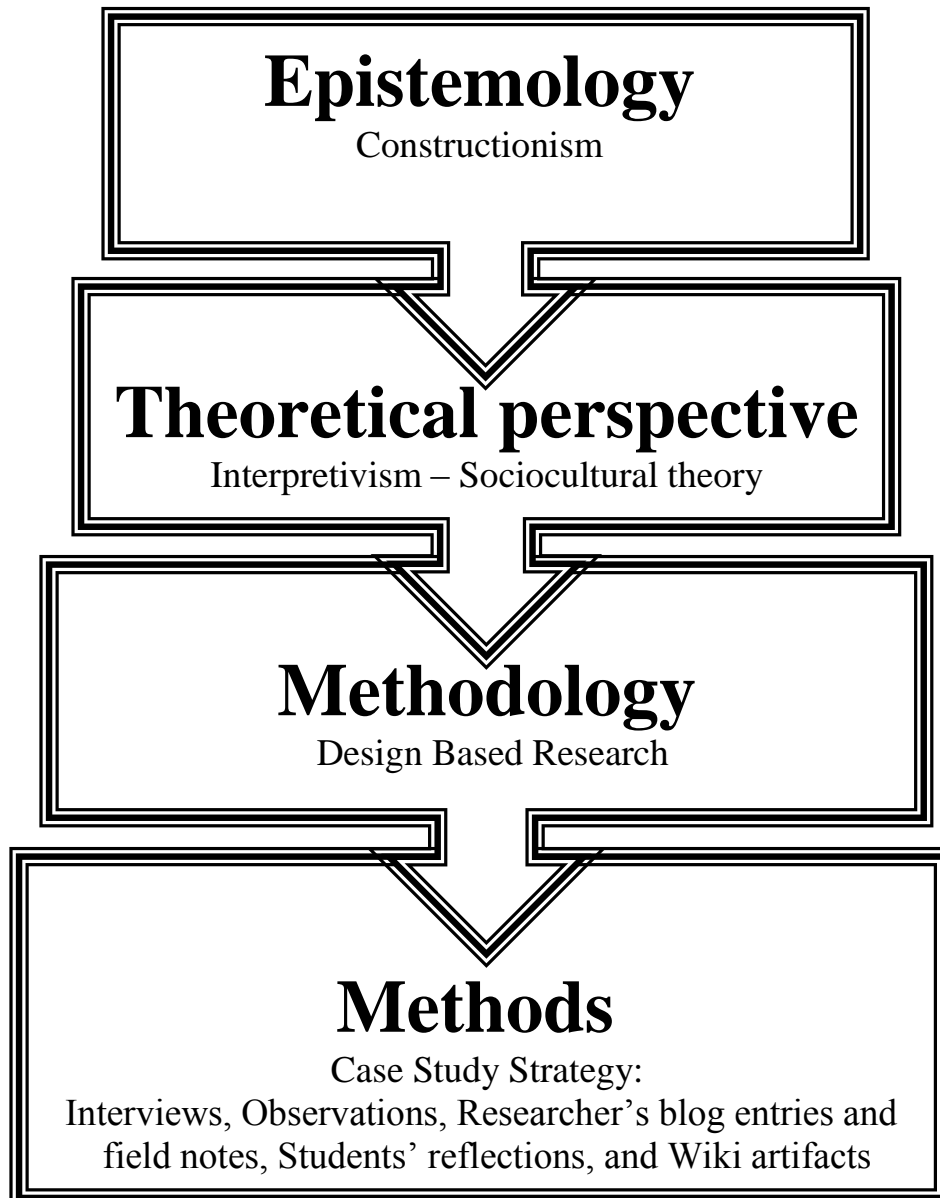 Epistemology
Constructionism
Theoretical perspective
Interpretivism – Sociocultural theory
Methodology
Design Based Research
Methods
Case Study Strategy:
Interviews, Observations, Researcher’s blog entries and
field notes, Students’ reflections, and Wiki artifacts